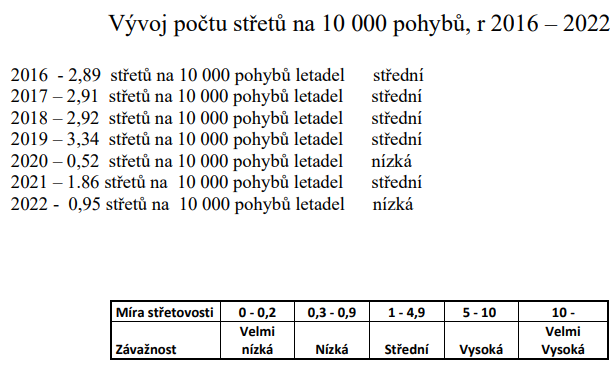 Vývoj počtu střetů na 10 000 pohybů, r 2016 – 2022
2016 - 2,89 střetů na 10 000 pohybů letadel střední
2017 – 2,91 střetů na 10 000 pohybů letadel střední
2018 – 2,92 střetů na 10 000 pohybů letadel střední
2019 – 3,34 střetů na 10 000 pohybů letadel střední
2020 – 0,52 střetů na 10 000 pohybů letadel nízká
2021 – 1.86 střetů na 10 000 pohybů letadel střední
2022 - 0,95 střetů na 10 000 pohybů letadel nízká
Míra střetovosti 0 - 0,2 0,3 - 0,9 1 - 4,9 5 - 10 10 -
Velmi Velmi
Závažnost nízká Nízká Střední Vysoká Vysoká